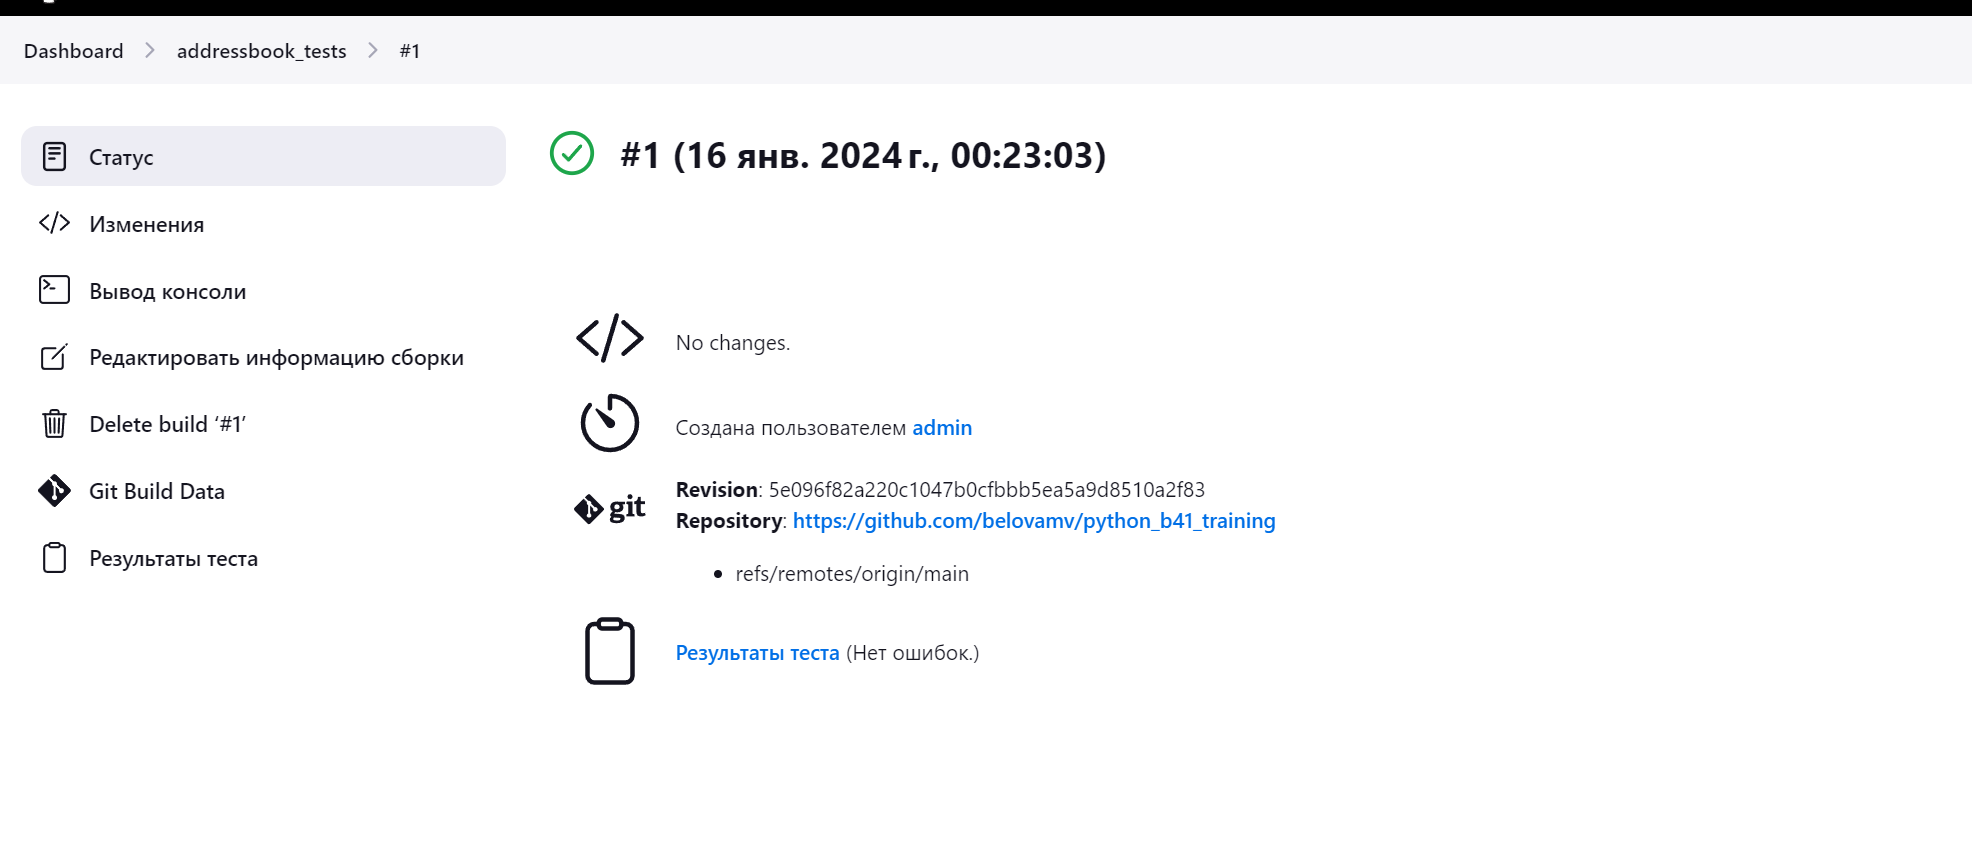 Dashboard > addressbook_tests > #1
Статус
Изменения
Вывод консоли
Редактировать информацию сборки
Delete build ‘#1’
Git Build Data
Результаты теста
#1 (16 янв. 2024 г., 00:23:03)
No changes.
Создана пользователем admin
git
Revision: 5e096f82a220c1047b0cfbbb5ea5a9d8510a2f83
Repository: https://github.com/belovamv/python_b41_training
• refs/remotes/origin/main
Результаты теста (Нет ошибок.)